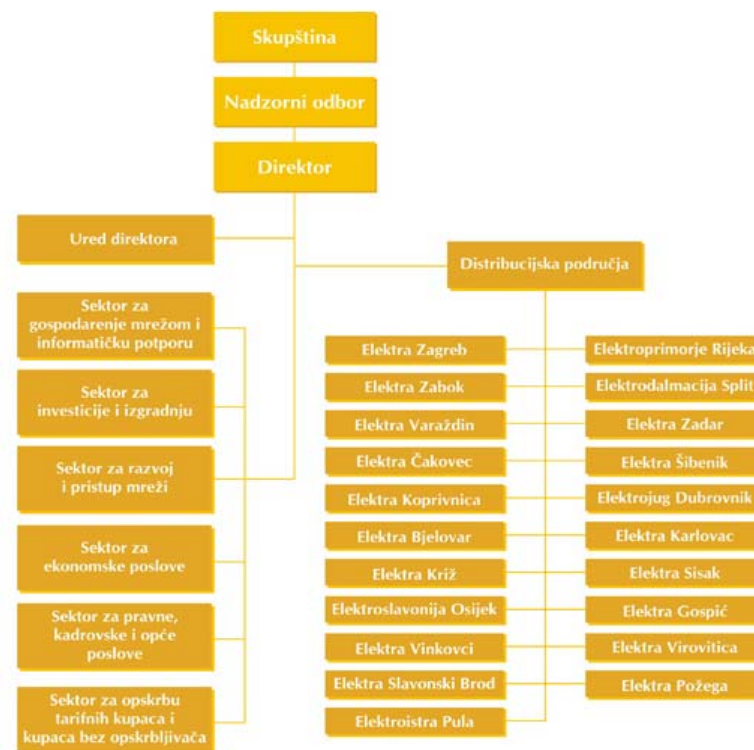 Skupština
Nadzorni odbor
Direktor
Ured direktora
Distribucijska područja
Sektor za
gospodarenje mrežom i
informatičku potporu
Sektor za
investicije i izgradnju
Sektor za razvoj
i pristup mreži
Sektor za
ekonomske poslove
Sektor za pravne,
kadrovske i opće
poslove
Sektor za opskrbu
tarifnih kupaca i
kupaca bez opskrbljivača
Elektra Zagreb
Elektra Zabok
Elektra Varaždin
Elektra Čakovec
Elektra Koprivnica
Elektra Bjelovar
Elektra Križ
Elektroslavonija Osijek
Elektra Vinkovci
Elektra Slavonski Brod
Elektroistra Pula
Elektroprimorje Rijeka
Elektrodalmacija Split
Elektra Zadar
Elektra Šibenik
Elektrojug Dubrovnik
Elektra Karlovac
Elektra Sisak
Elektra Gospić
Elektra Virovitica
Elektra Požega